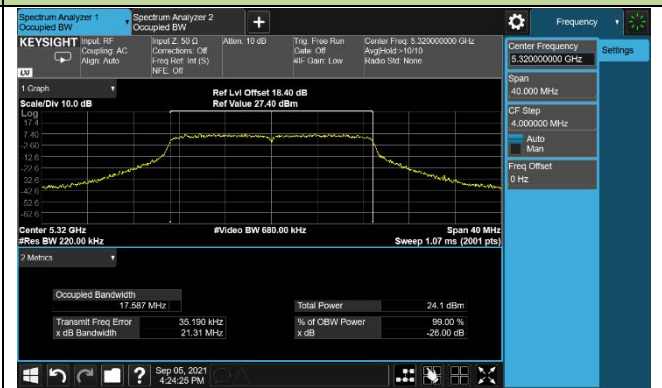 Spectrum Analyzer 1
Occupied BW
Spectrum Analyzer 2
Occupied BW
+
Frequency
KEYSIGHT
LXI
Input: RF
Coupling: AC
Align: Auto
Input Z: 50 Ω
Corrections: Off
Freq Ref: Int (S)
NFE: Off
Atten: 10 dB
Trig: Free Run
Gate: Off
#IF Gain: Low
Center Freq: 5.320000000 GHz
Avg|Hold:>10/10
Radio Std: None
Center Frequency
5.320000000 GHz
Settings
Span
40.000 MHz
CF Step
4.000000 MHz
Auto
Man
Freq Offset
0 Hz
1 Graph
Scale/Div 10.0 dB
Ref Lvl Offset 18.40 dB
Ref Value 27.40 dBm
Log
17.4
7.40
-2.60
-12.6
-22.6
-32.6
-42.6
-52.6
-62.6
Center 5.32 GHz
#Video BW 680.00 kHz
Span 40 MHz
#Res BW 220.00 kHz
Sweep 1.07 ms (2001 pts)
2 Metrics
Occupied Bandwidth
17.587 MHz
Total Power 24.1 dBm
Transmit Freq Error 35.190 kHz
% of OBW Power 99.00 %
x dB Bandwidth 21.31 MHz
x dB -26.00 dB
?
Sep 05, 2021
4:24:25 PM